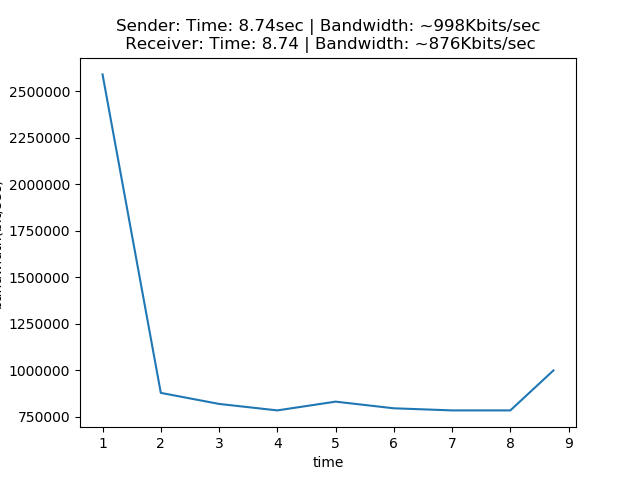 Sender: Time: 8.74sec | Bandwidth: ~998Kbits/sec
Receiver: Time: 8.74 | Bandwidth: ~876Kbits/sec
2500000
2250000
2000000
1750000
1500000
1250000
1000000
750000
1 2 3 4 5 6 7 8 9
time